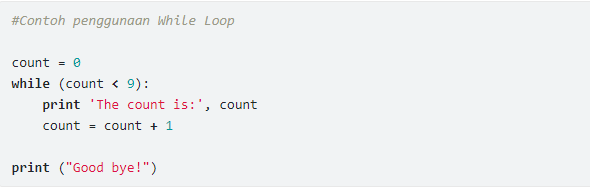 #Contoh penggunaan While Loop
count = 0
while (count < 9):
    print 'The count is:', count
    count = count + 1
print ("Good bye!")